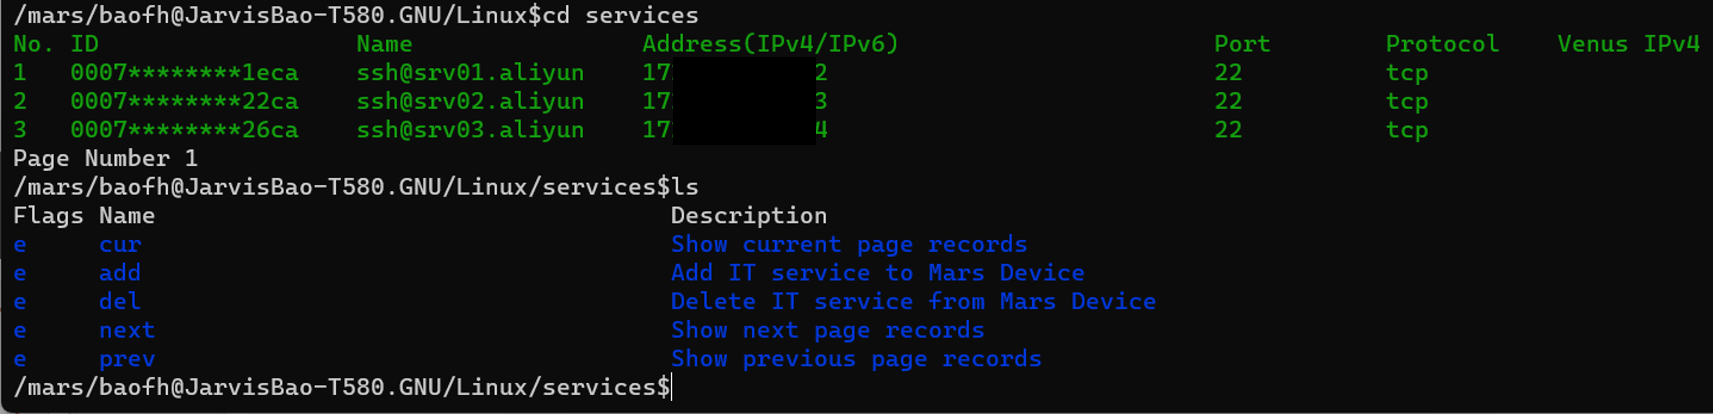 /mars/baofh@JarvisBao-T580.GNU/Linux$cd services
No. ID Name Address(IPv4/IPv6) Port Protocol Venus IPv4
1 0007********1eca ssh@srv01.aliyun 17 2 22 tcp
2 0007********22ca ssh@srv02.aliyun 17 3 22 tcp
3 0007********26ca ssh@srv03.aliyun 17 4 22 tcp
Page Number 1
/mars/baofh@JarvisBao-T580.GNU/Linux/services$ls
Flags Name Description
e cur Show current page records
e add Add IT service to Mars Device
e del Delete IT service from Mars Device
e next Show next page records
e prev Show previous page records
/mars/baofh@JarvisBao-T580.GNU/Linux/services$